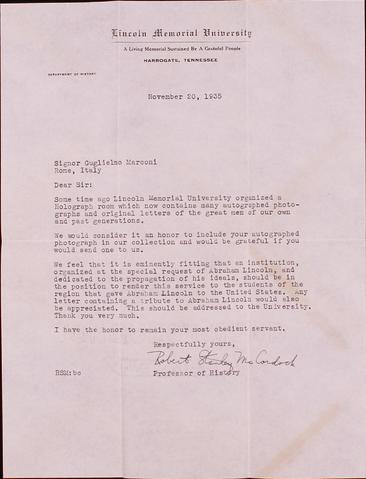 Lincoln Memorial University
A Living Memorial Sustained By A Grateful People
HARROGATE, TENNESSEE
DEPARTMENT OF HISTORY
November 20, 1935
Signor Guglielmo Marconi
Rome, Italy
Dear Sir:
Some time ago Lincoln Memorial University organized a
Holograph room which now contains many autographed photo-
graphs and original letters of the great men of our own
and past generations.
We would consider it an honor to include your autographed
photograph in our collection and would be grateful if you
would send one to us.
We feel that it is eminently fitting that an institution,
organized at the special request of Abraham Lincoln, and
dedicated to the propagation of his ideals, should be in
the position to render this service to the students of the
region that gave Abraham Lincoln to the United States. Any
letter containing a tribute to Abraham Lincoln would also
be appreciated. This should be addressed to the University.
Thank you very much.
I have the honor to remain your most obedient servant.
Respectfully yours,
Robert Stanley McCordock
RSM:bc Professor of History